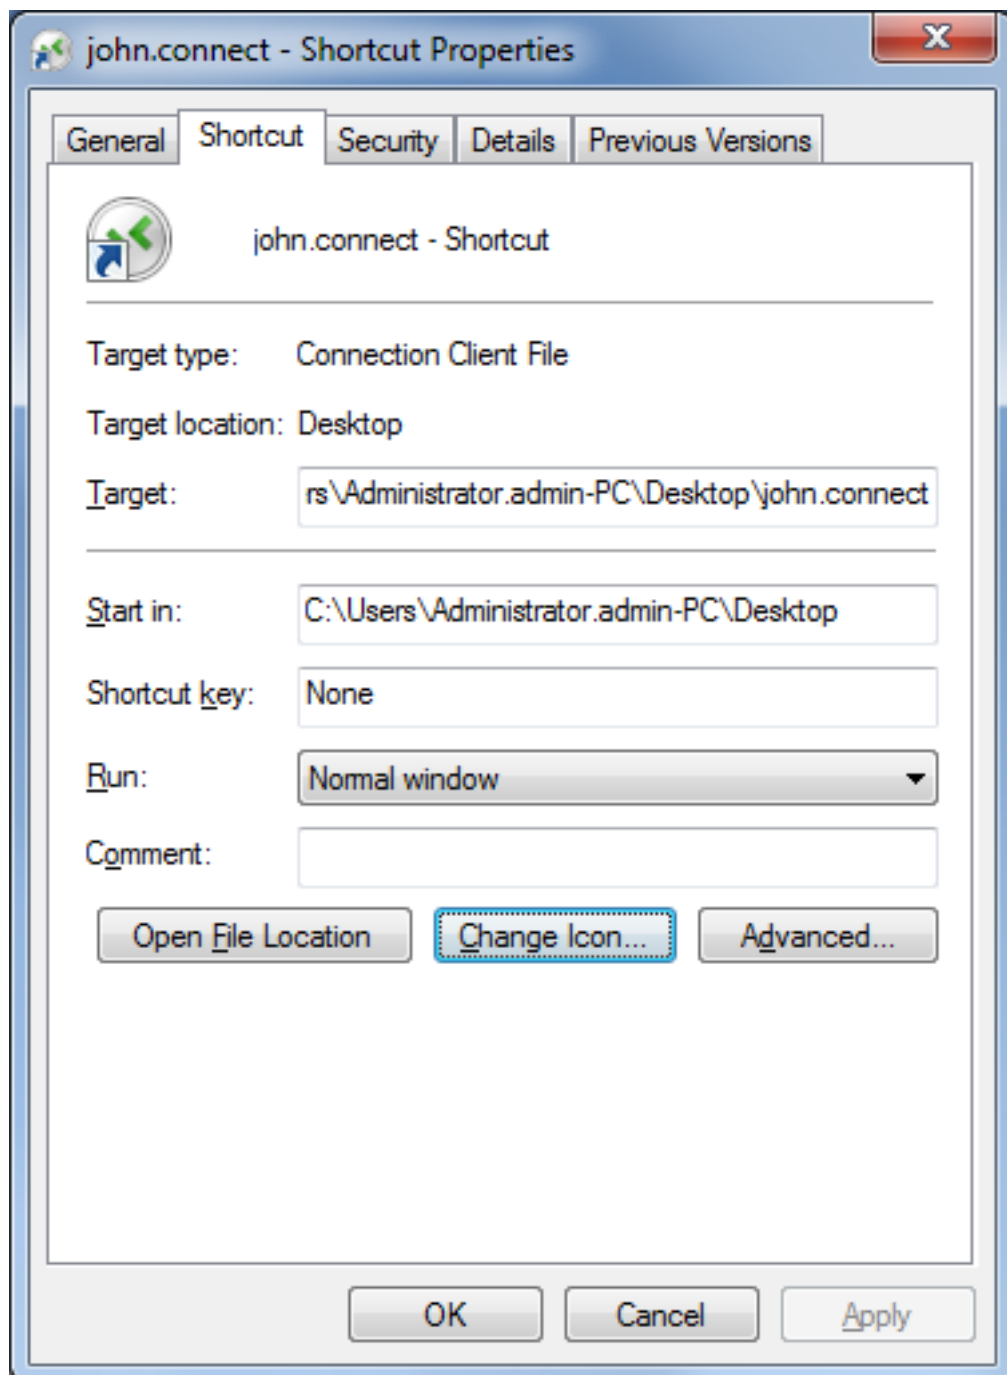 john.connect - Shortcut Properties
General Shortcut Security Details Previous Versions
john.connect - Shortcut
Target type: Connection Client File
Target location: Desktop
Target: rs\Administrator.admin-PC\Desktop\john.connect
Start in: C:\Users\Administrator.admin-PC\Desktop
Shortcut key: None
Run: Normal window
Comment:
Open File Location Change Icon... Advanced...
OK Cancel Apply